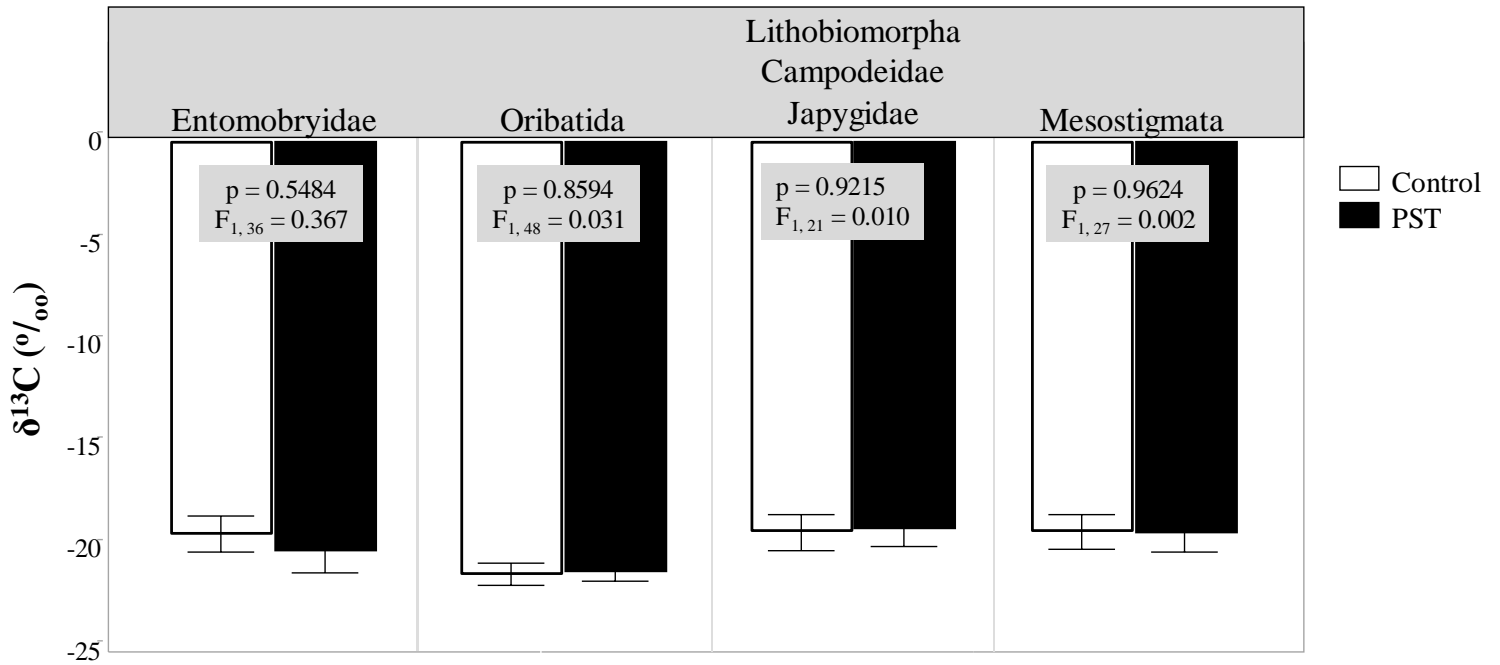 Lithobiomorpha
Campodeidae
Entomobryidae Oribatida Japygidae Mesostigmata
0
p = 0.5484 p = 0.8594 p = 0.9215 p = 0.9624
F1, 36 = 0.367 F1, 48 = 0.031 F1, 21 = 0.010 F1, 27 = 0.002
Control
PST
-5
-10
-15
-20
-25
δ13C (o/oo)